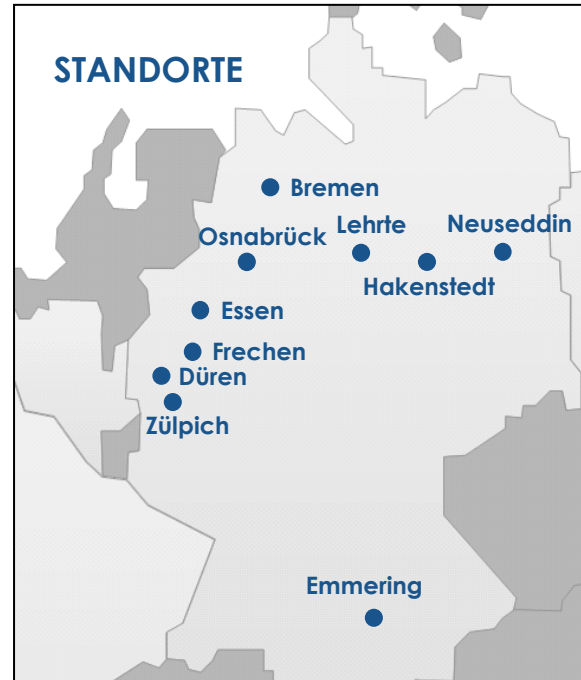 STANDORTE
Bremen
Lehrte
Neuseddin
Osnabrück
Hakenstedt
Essen
Frechen
Düren
Zülpich
Emmering